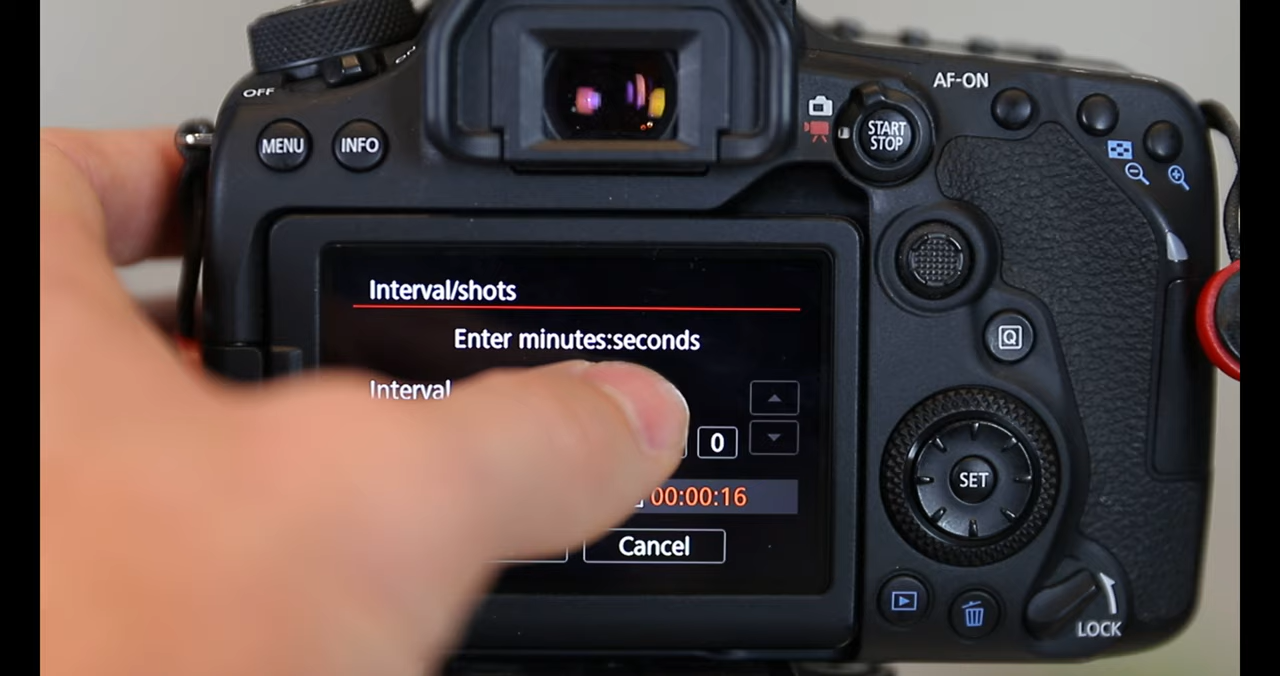 OFF
MENU
INFO
START
STOP
AF-ON
Interval/shots
Enter minutes:seconds
Interval
0
00:00:16
Cancel
Q
SET
LOCK